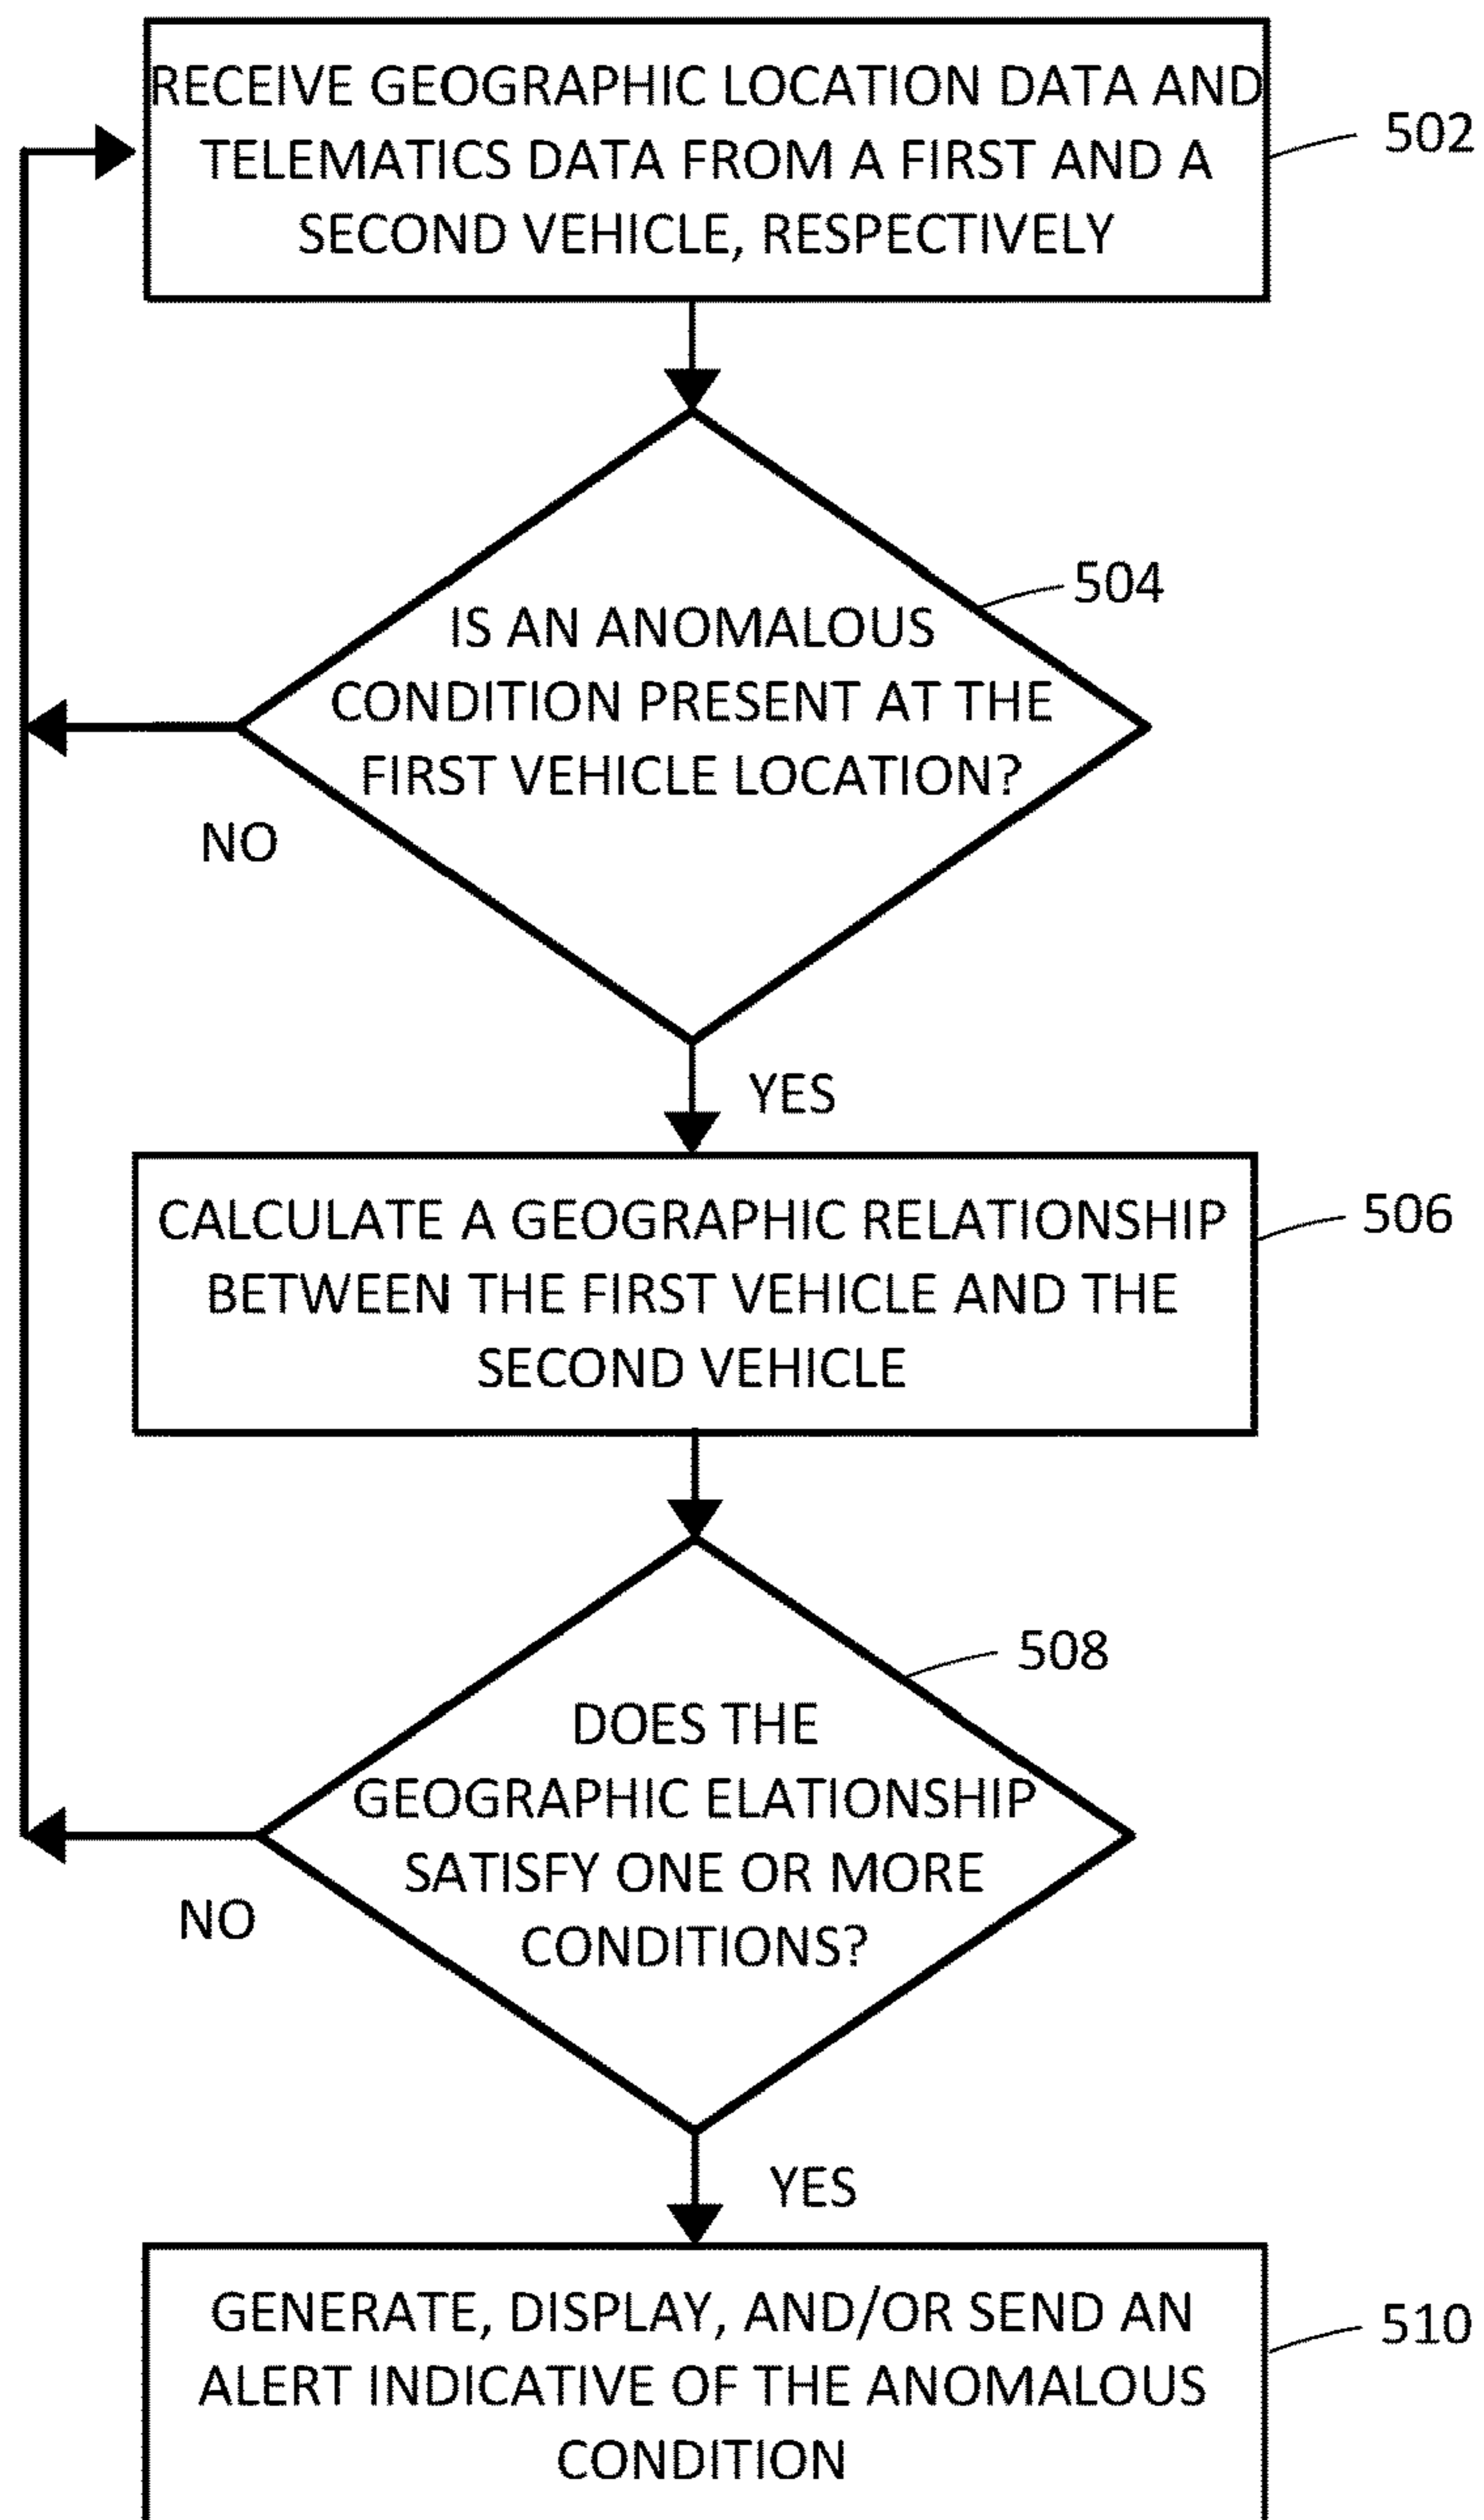 RECEIVE GEOGRAPHIC LOCATION DATA AND
TELEMATICS DATA FROM A FIRST AND A
SECOND VEHICLE, RESPECTIVELY
502
504
IS AN ANOMALOUS
CONDITION PRESENT AT THE
FIRST VEHICLE LOCATION?
NO
YES
CALCULATE A GEOGRAPHIC RELATIONSHIP
BETWEEN THE FIRST VEHICLE AND THE
SECOND VEHICLE
506
508
DOES THE
GEOGRAPHIC ELATIONSHIP
SATISFY ONE OR MORE
CONDITIONS?
NO
YES
GENERATE, DISPLAY, AND/OR SEND AN
ALERT INDICATIVE OF THE ANOMALOUS
CONDITION
510